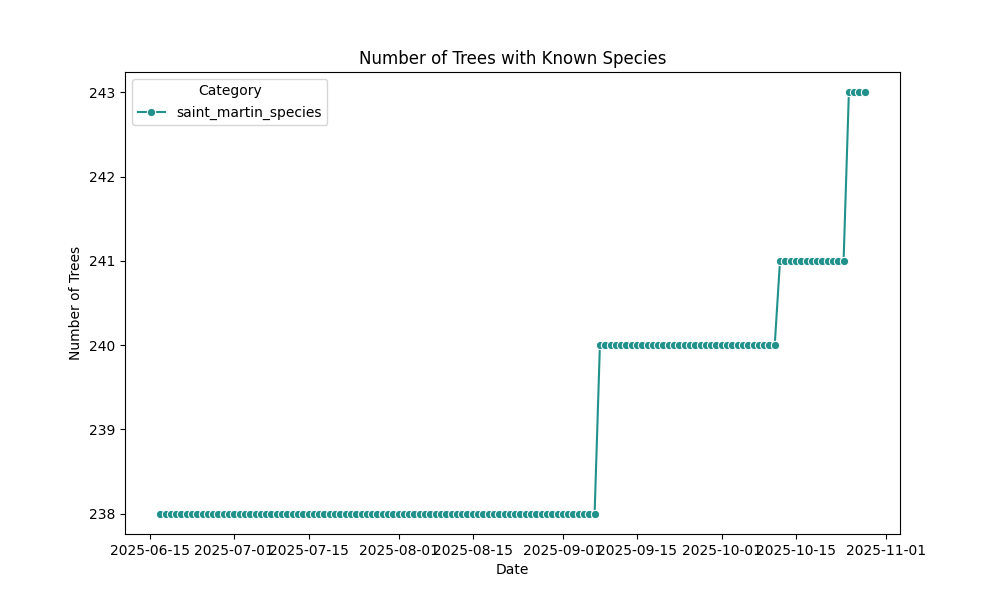 Number of Trees with Known Species
Category
saint_martin_species
243
242
241
240
239
238
Number of Trees
2025-06-15 2025-07-01 2025-07-15 2025-08-01 2025-08-15 2025-09-01 2025-09-15 2025-10-01 2025-10-15 2025-11-01
Date